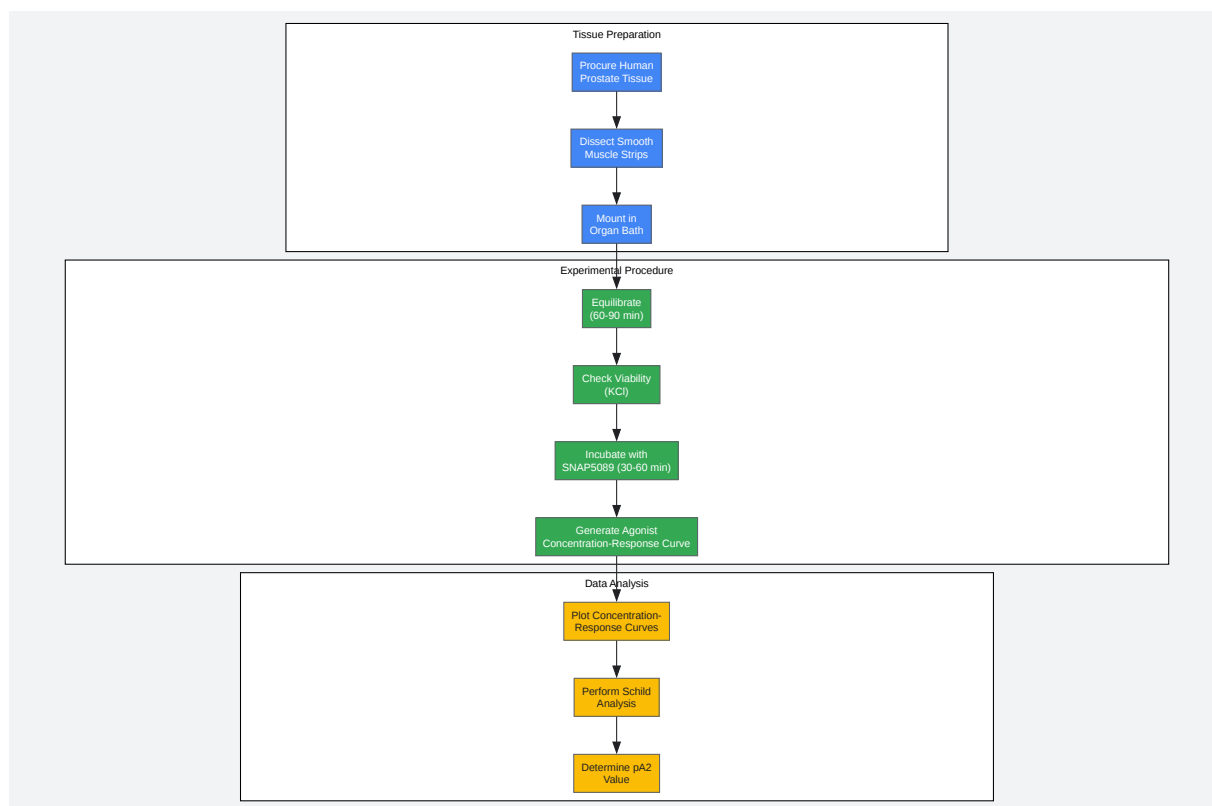 Tissue Preparation
Procure Human
Prostate Tissue
Dissect Smooth
Muscle Strips
Mount in
Organ Bath
Experimental Procedure
Equilibrate
(60-90 min)
Check Viability
(KCl)
Incubate with
SNAP5089 (30-60 min)
Generate Agonist
Concentration-Response Curve
Data Analysis
Plot Concentration-
Response Curves
Perform Schild
Analysis
Determine pA2
Value